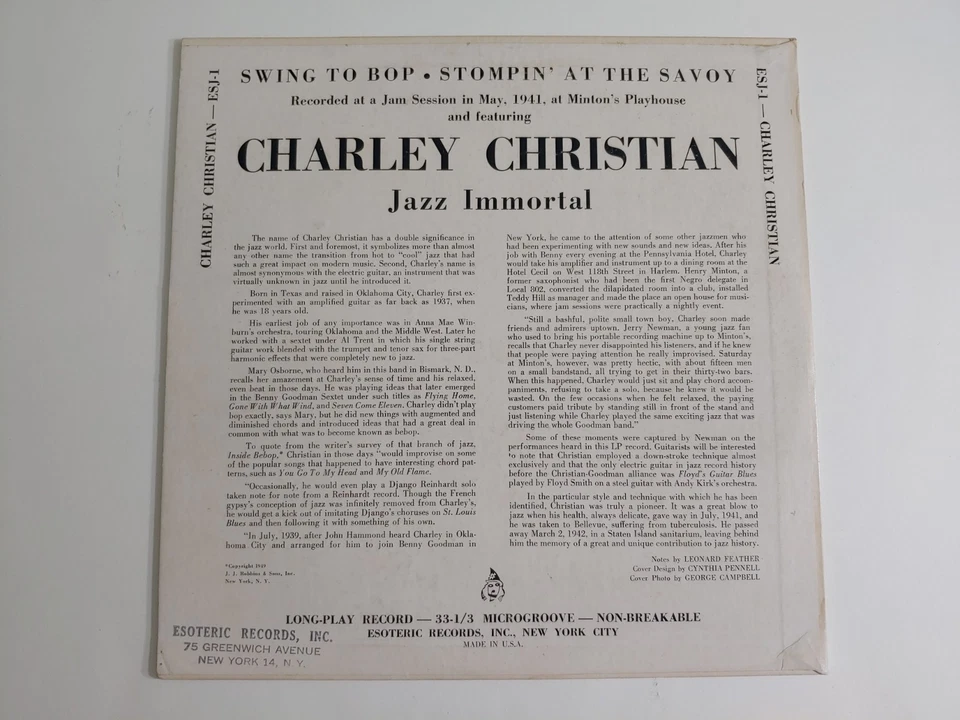 SWING TO BOP • STOMPIN' AT THE SAVOY
Recorded at a Jam Session in May, 1941, at Minton's Playhouse
and featuring
CHARLEY CHRISTIAN
Jazz Immortal
CHARLEY CHRISTIAN — ESJ-1
ESJ-1 — CHARLEY CHRISTIAN
The name of Charley Christian has a double significance in
the jazz world. First and foremost, it symbolizes more than almost
any other name the transition from hot to "cool" jazz that had
such a great impact on modern music. Second, Charley's name is
almost synonymous with the electric guitar, an instrument that was
virtually unknown in jazz until he introduced it.
Born in Texas and raised in Oklahoma City, Charley first ex-
perimented with an amplified guitar as far back as 1937, when
he was 18 years old.
His earliest job of any importance was in Anna Mae Win-
burn's orchestra, touring Oklahoma and the Middle West. Later he
worked with a sextet under Al Trent in which his single string
guitar work blended with the trumpet and tenor sax for three-part
harmonic effects that were completely new to jazz.
Mary Osborne, who heard him in this band in Bismark, N. D.,
recalls her amazement at Charley's sense of time and his relaxed,
even beat in those days. He was playing ideas that later emerged
in the Benny Goodman Sextet under such titles as Flying Home,
Gone With What Wind, and Seven Come Eleven. Charley didn't play
bop exactly, says Mary, but he did new things with augmented and
diminished chords and introduced ideas that had a great deal in
common with what was to become known as bebop.
To quote from the writer's survey of that branch of jazz,
Inside Bebop,* Christian in those days "would improvise on some
of the popular songs that happened to have interesting chord pat-
terns, such as You Go To My Head and My Old Flame.
"Occasionally, he would even play a Django Reinhardt solo
taken note for note from a Reinhardt record. Though the French
gypsy's conception of jazz was infinitely removed from Charley's,
he would get a kick out of imitating Django's choruses on St. Louis
Blues and then following it with something of his own.
"In July, 1939, after John Hammond heard Charley in Okla-
homa City and arranged for him to join Benny Goodman in
New York, he came to the attention of some other jazzmen who
had been experimenting with new sounds and new ideas. After his
job with Benny every evening at the Pennsylvania Hotel, Charley
would take his amplifier and instrument up to a dining room at the
Hotel Cecil on West 118th Street in Harlem. Henry Minton, a
former saxophonist who had been the first Negro delegate in
Local 802, converted the dilapidated room into a club, installed
Teddy Hill as manager and made the place an open house for musi-
cians, where jam sessions were practically a nightly event.
"Still a bashful, polite small town boy, Charley soon made
friends and admirers uptown. Jerry Newman, a young jazz fan
who used to bring his portable recording machine up to Minton's,
recalls that Charley never disappointed his listeners, and if he knew
that people were paying attention he really improvised. Saturday
at Minton's, however, was pretty hectic, with about fifteen men
on a small bandstand, all trying to get in their thirty-two bars.
When this happened, Charley would just sit and play chord accom-
paniments, refusing to take a solo, because he knew it would be
wasted. On the few occasions when he felt relaxed, the paying
customers paid tribute by standing still in front of the stand and
just listening while Charley played the same exciting jazz that was
driving the whole Goodman band."
Some of these moments were captured by Newman on the
performances heard in this LP record. Guitarists will be interested
to note that Christian employed a down-stroke technique almost
exclusively and that the only electric guitar in jazz record history
before the Christian-Goodman alliance was Floyd's Guitar Blues
played by Floyd Smith on a steel guitar with Andy Kirk's orchestra.
In the particular style and technique with which he has been
identified, Christian was truly a pioneer. It was a great blow to
jazz when his health, always delicate, gave way in July, 1941, and
he was taken to Bellevue, suffering from tuberculosis. He passed
away March 2, 1942, in a Staten Island sanitarium, leaving behind
him the memory of a great and unique contribution to jazz history.
*Copyright 1949
J. J. Robbins & Sons, Inc.
New York, N. Y.
Notes by LEONARD FEATHER
Cover Design by CYNTHIA PENNELL
Cover Photo by GEORGE CAMPBELL
LONG-PLAY RECORD — 33-1/3 MICROGROOVE — NON-BREAKABLE
ESOTERIC RECORDS, INC., NEW YORK CITY
MADE IN U.S.A.
ESOTERIC RECORDS, INC.
75 GREENWICH AVENUE
NEW YORK 14, N. Y.